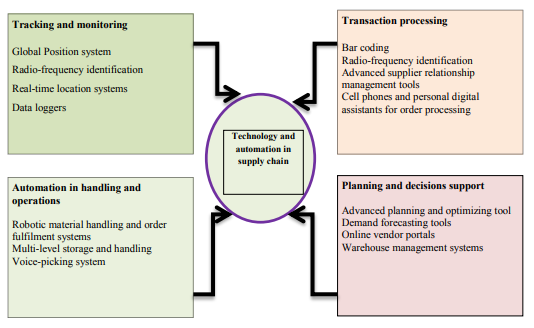 Tracking and monitoring
Global Position system
Radio-frequency identification
Real-time location systems
Data loggers
Transaction processing
Bar coding
Radio-frequency identification
Advanced supplier relationship
management tools
Cell phones and personal digital
assistants for order processing
Technology and
automation in
supply chain
Automation in handling and
operations
Robotic material handling and order
fulfilment systems
Multi-level storage and handling
Voice-picking system
Planning and decisions support
Advanced planning and optimizing tool
Demand forecasting tools
Online vendor portals
Warehouse management systems